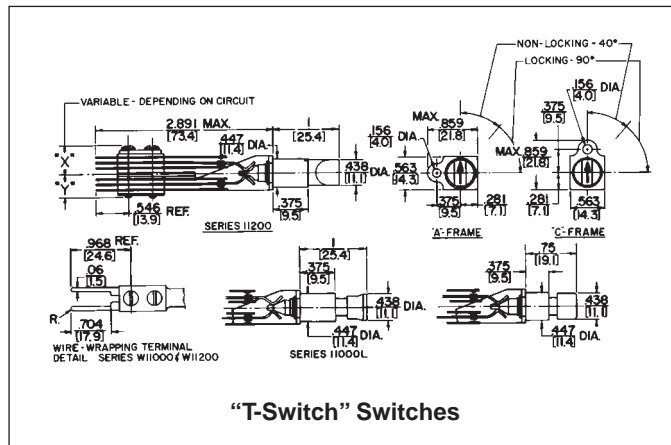 NON-LOCKING - 40°
LOCKING - 90°
VARIABLE - DEPENDING ON CIRCUIT
2.891 MAX.
[73.4]
1
[25.4]
.447 DIA.
[11.4]
.438 DIA.
[11.1]
"X"
"Y"
.546 REF.
[13.9]
.375
[9.5]
SERIES 11200
MAX. .859
[21.8]
.156 DIA.
[4.0]
.563
[14.3]
.375
[9.5]
.281
[7.1]
"A"-FRAME
.156 DIA.
[4.0]
.375
[9.5]
MAX. .859
[21.8]
.281
[7.1]
.563
[14.3]
"C"-FRAME
.968 REF.
[24.6]
.06
[1.5]
R.
.704
[17.9]
WIRE-WRAPPING TERMINAL
DETAIL SERIES W11000 & W11200
1
[25.4]
.375
[9.5]
.438 DIA.
[11.1]
.447 DIA.
[11.4]
SERIES 11000L
.75
[19.1]
.375
[9.5]
.438
[11.1]
.447 DIA.
[11.4]
“T-Switch” Switches